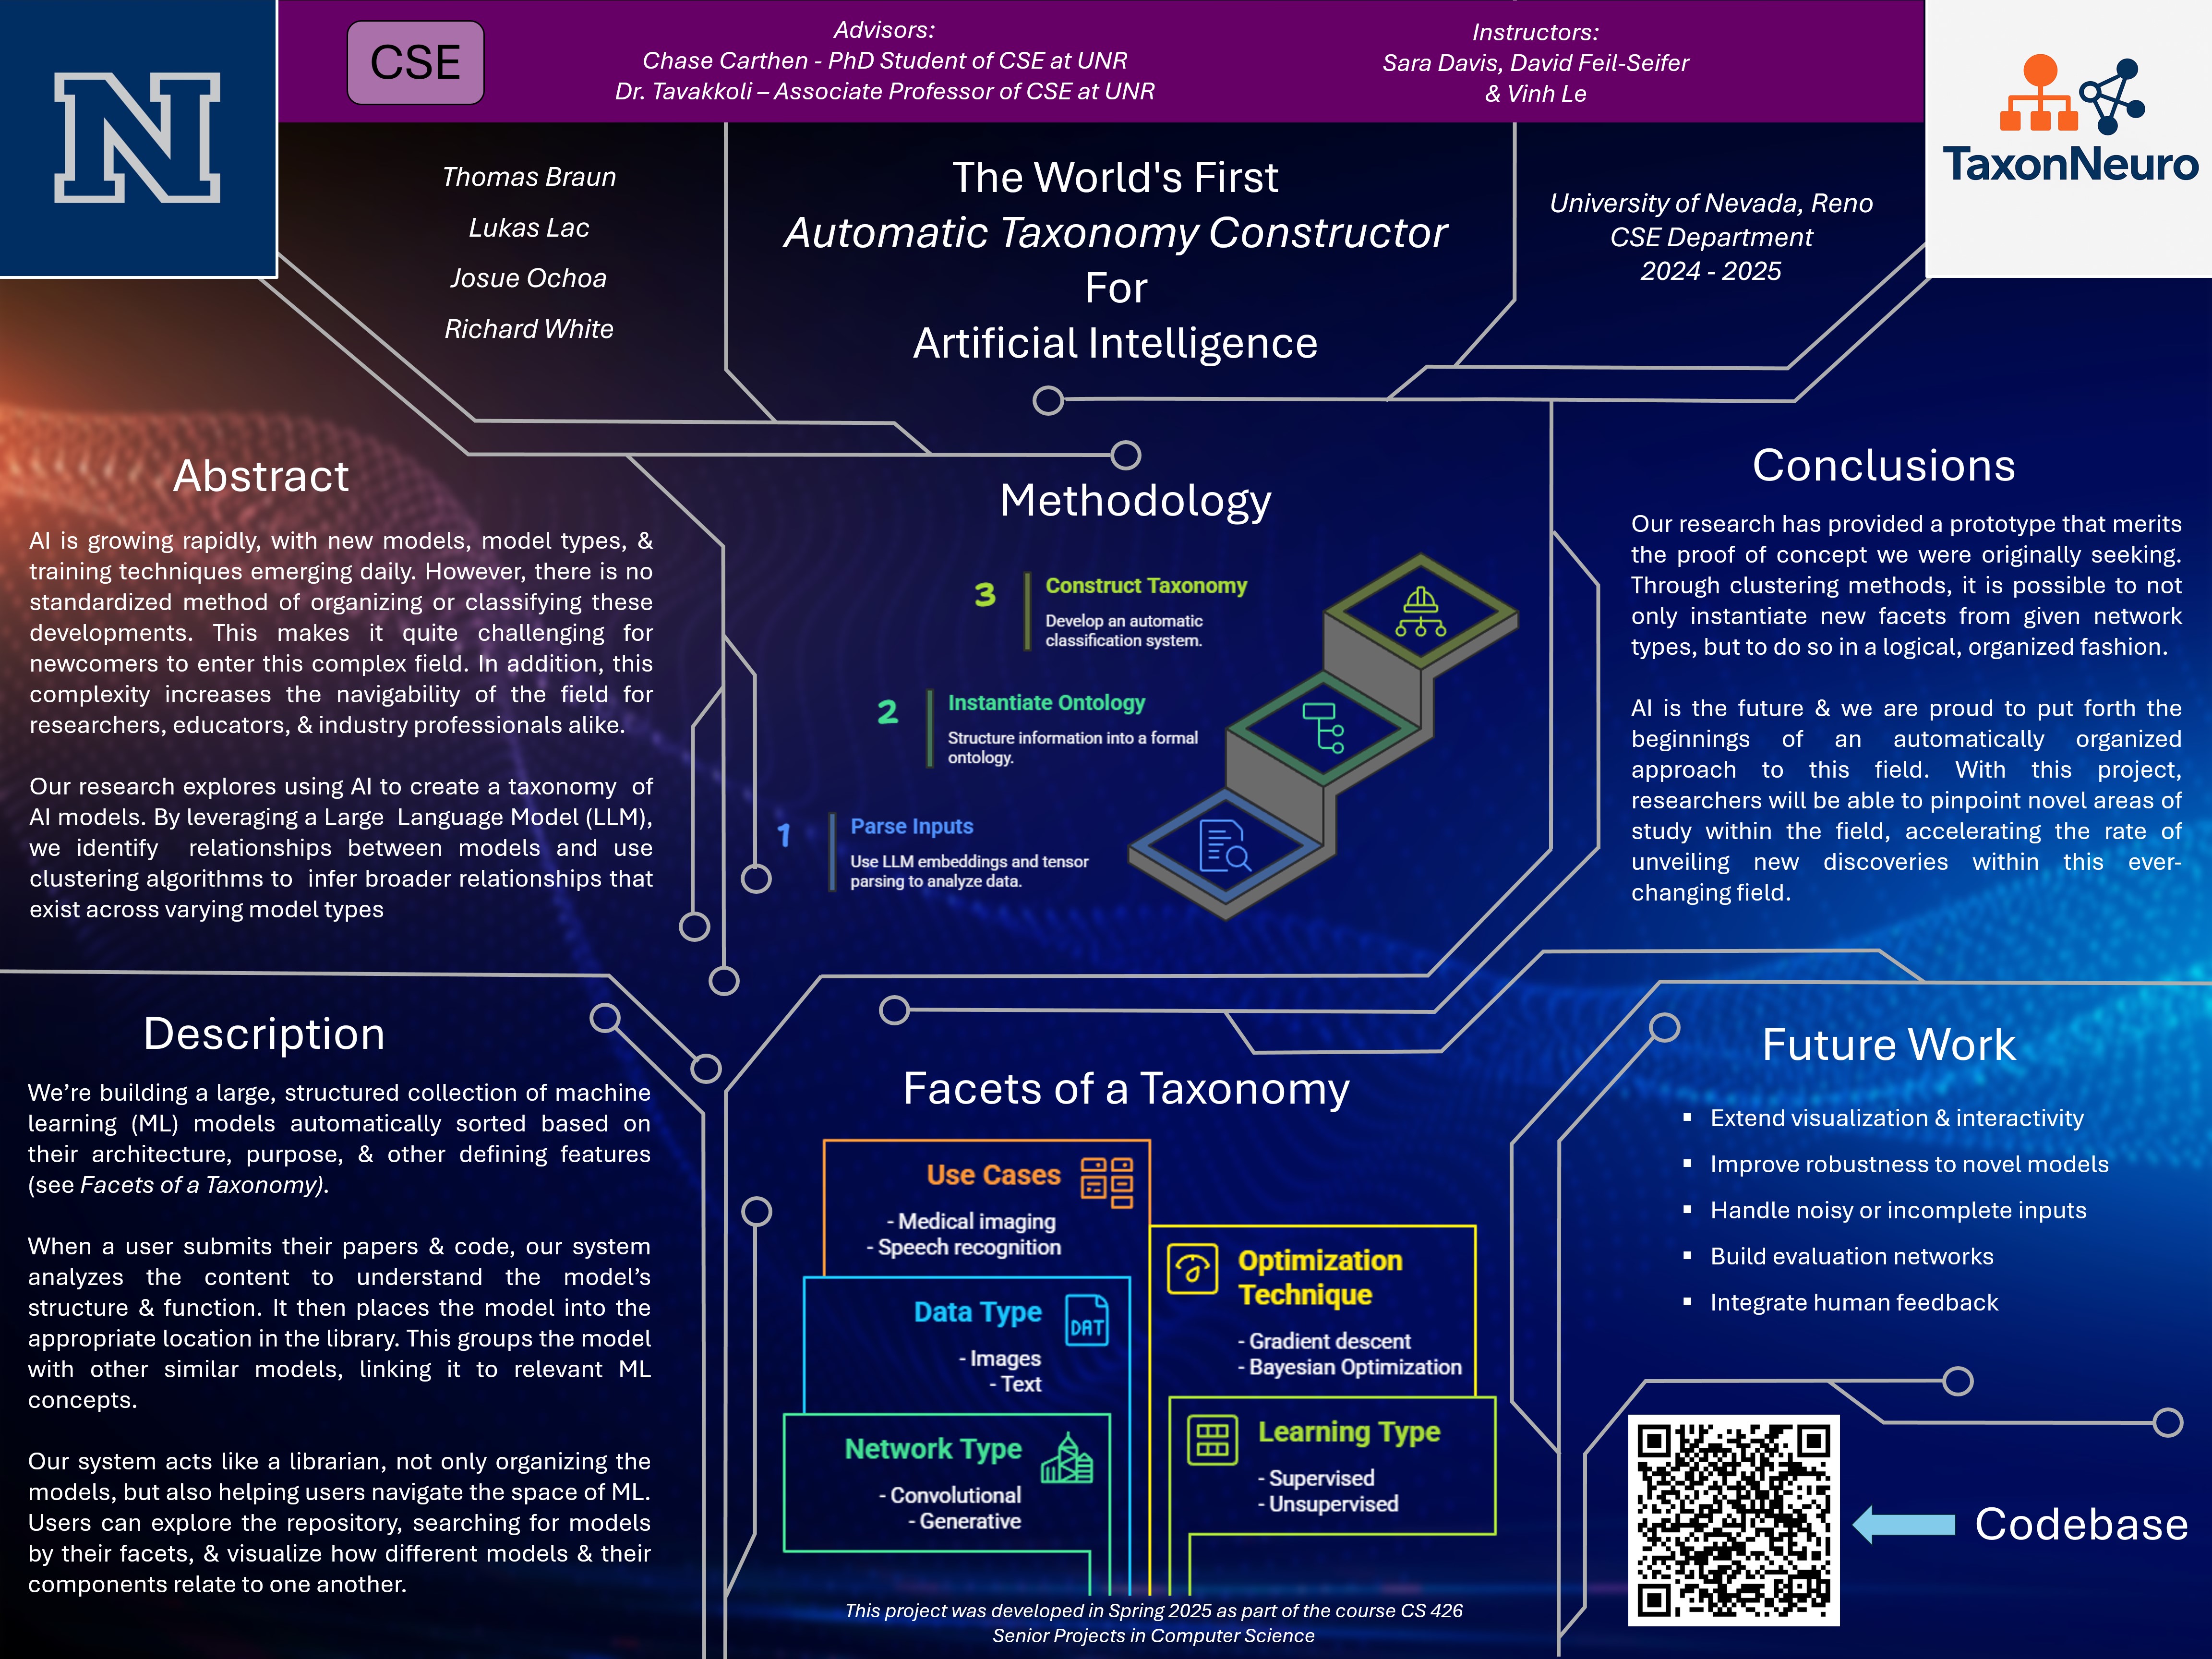 CSE
Advisors:
Chase Carthen - PhD Student of CSE at UNR
Dr. Tavakkoli – Associate Professor of CSE at UNR
Instructors:
Sara Davis, David Feil-Seifer
& Vinh Le
N
TaxonNeuro
Thomas Braun
Lukas Lac
Josue Ochoa
Richard White
The World's First
Automatic Taxonomy Constructor
For
Artificial Intelligence
University of Nevada, Reno
CSE Department
2024 - 2025
Abstract
AI is growing rapidly, with new models, model types, &
training techniques emerging daily. However, there is no
standardized method of organizing or classifying these
developments. This makes it quite challenging for
newcomers to enter this complex field. In addition, this
complexity increases the navigability of the field for
researchers, educators, & industry professionals alike.
Our research explores using AI to create a taxonomy of
AI models. By leveraging a Large Language Model (LLM),
we identify relationships between models and use
clustering algorithms to infer broader relationships that
exist across varying model types
Description
We’re building a large, structured collection of machine
learning (ML) models automatically sorted based on
their architecture, purpose, & other defining features
(see Facets of a Taxonomy).
When a user submits their papers & code, our system
analyzes the content to understand the model’s
structure & function. It then places the model into the
appropriate location in the library. This groups the model
with other similar models, linking it to relevant ML
concepts.
Our system acts like a librarian, not only organizing the
models, but also helping users navigate the space of ML.
Users can explore the repository, searching for models
by their facets, & visualize how different models & their
components relate to one another.
Methodology
3
Construct Taxonomy
Develop an automatic
classification system.
2
Instantiate Ontology
Structure information into a formal
ontology.
1
Parse Inputs
Use LLM embeddings and tensor
parsing to analyze data.
Facets of a Taxonomy
Use Cases
- Medical imaging
- Speech recognition
Data Type
DAT
- Images
- Text
Network Type
- Convolutional
- Generative
Optimization
Technique
- Gradient descent
- Bayesian Optimization
Learning Type
- Supervised
- Unsupervised
This project was developed in Spring 2025 as part of the course CS 426
Senior Projects in Computer Science
Conclusions
Our research has provided a prototype that merits
the proof of concept we were originally seeking.
Through clustering methods, it is possible to not
only instantiate new facets from given network
types, but to do so in a logical, organized fashion.
AI is the future & we are proud to put forth the
beginnings of an automatically organized
approach to this field. With this project,
researchers will be able to pinpoint novel areas of
study within the field, accelerating the rate of
unveiling new discoveries within this ever-
changing field.
Future Work
▪ Extend visualization & interactivity
▪ Improve robustness to novel models
▪ Handle noisy or incomplete inputs
▪ Build evaluation networks
▪ Integrate human feedback
Codebase